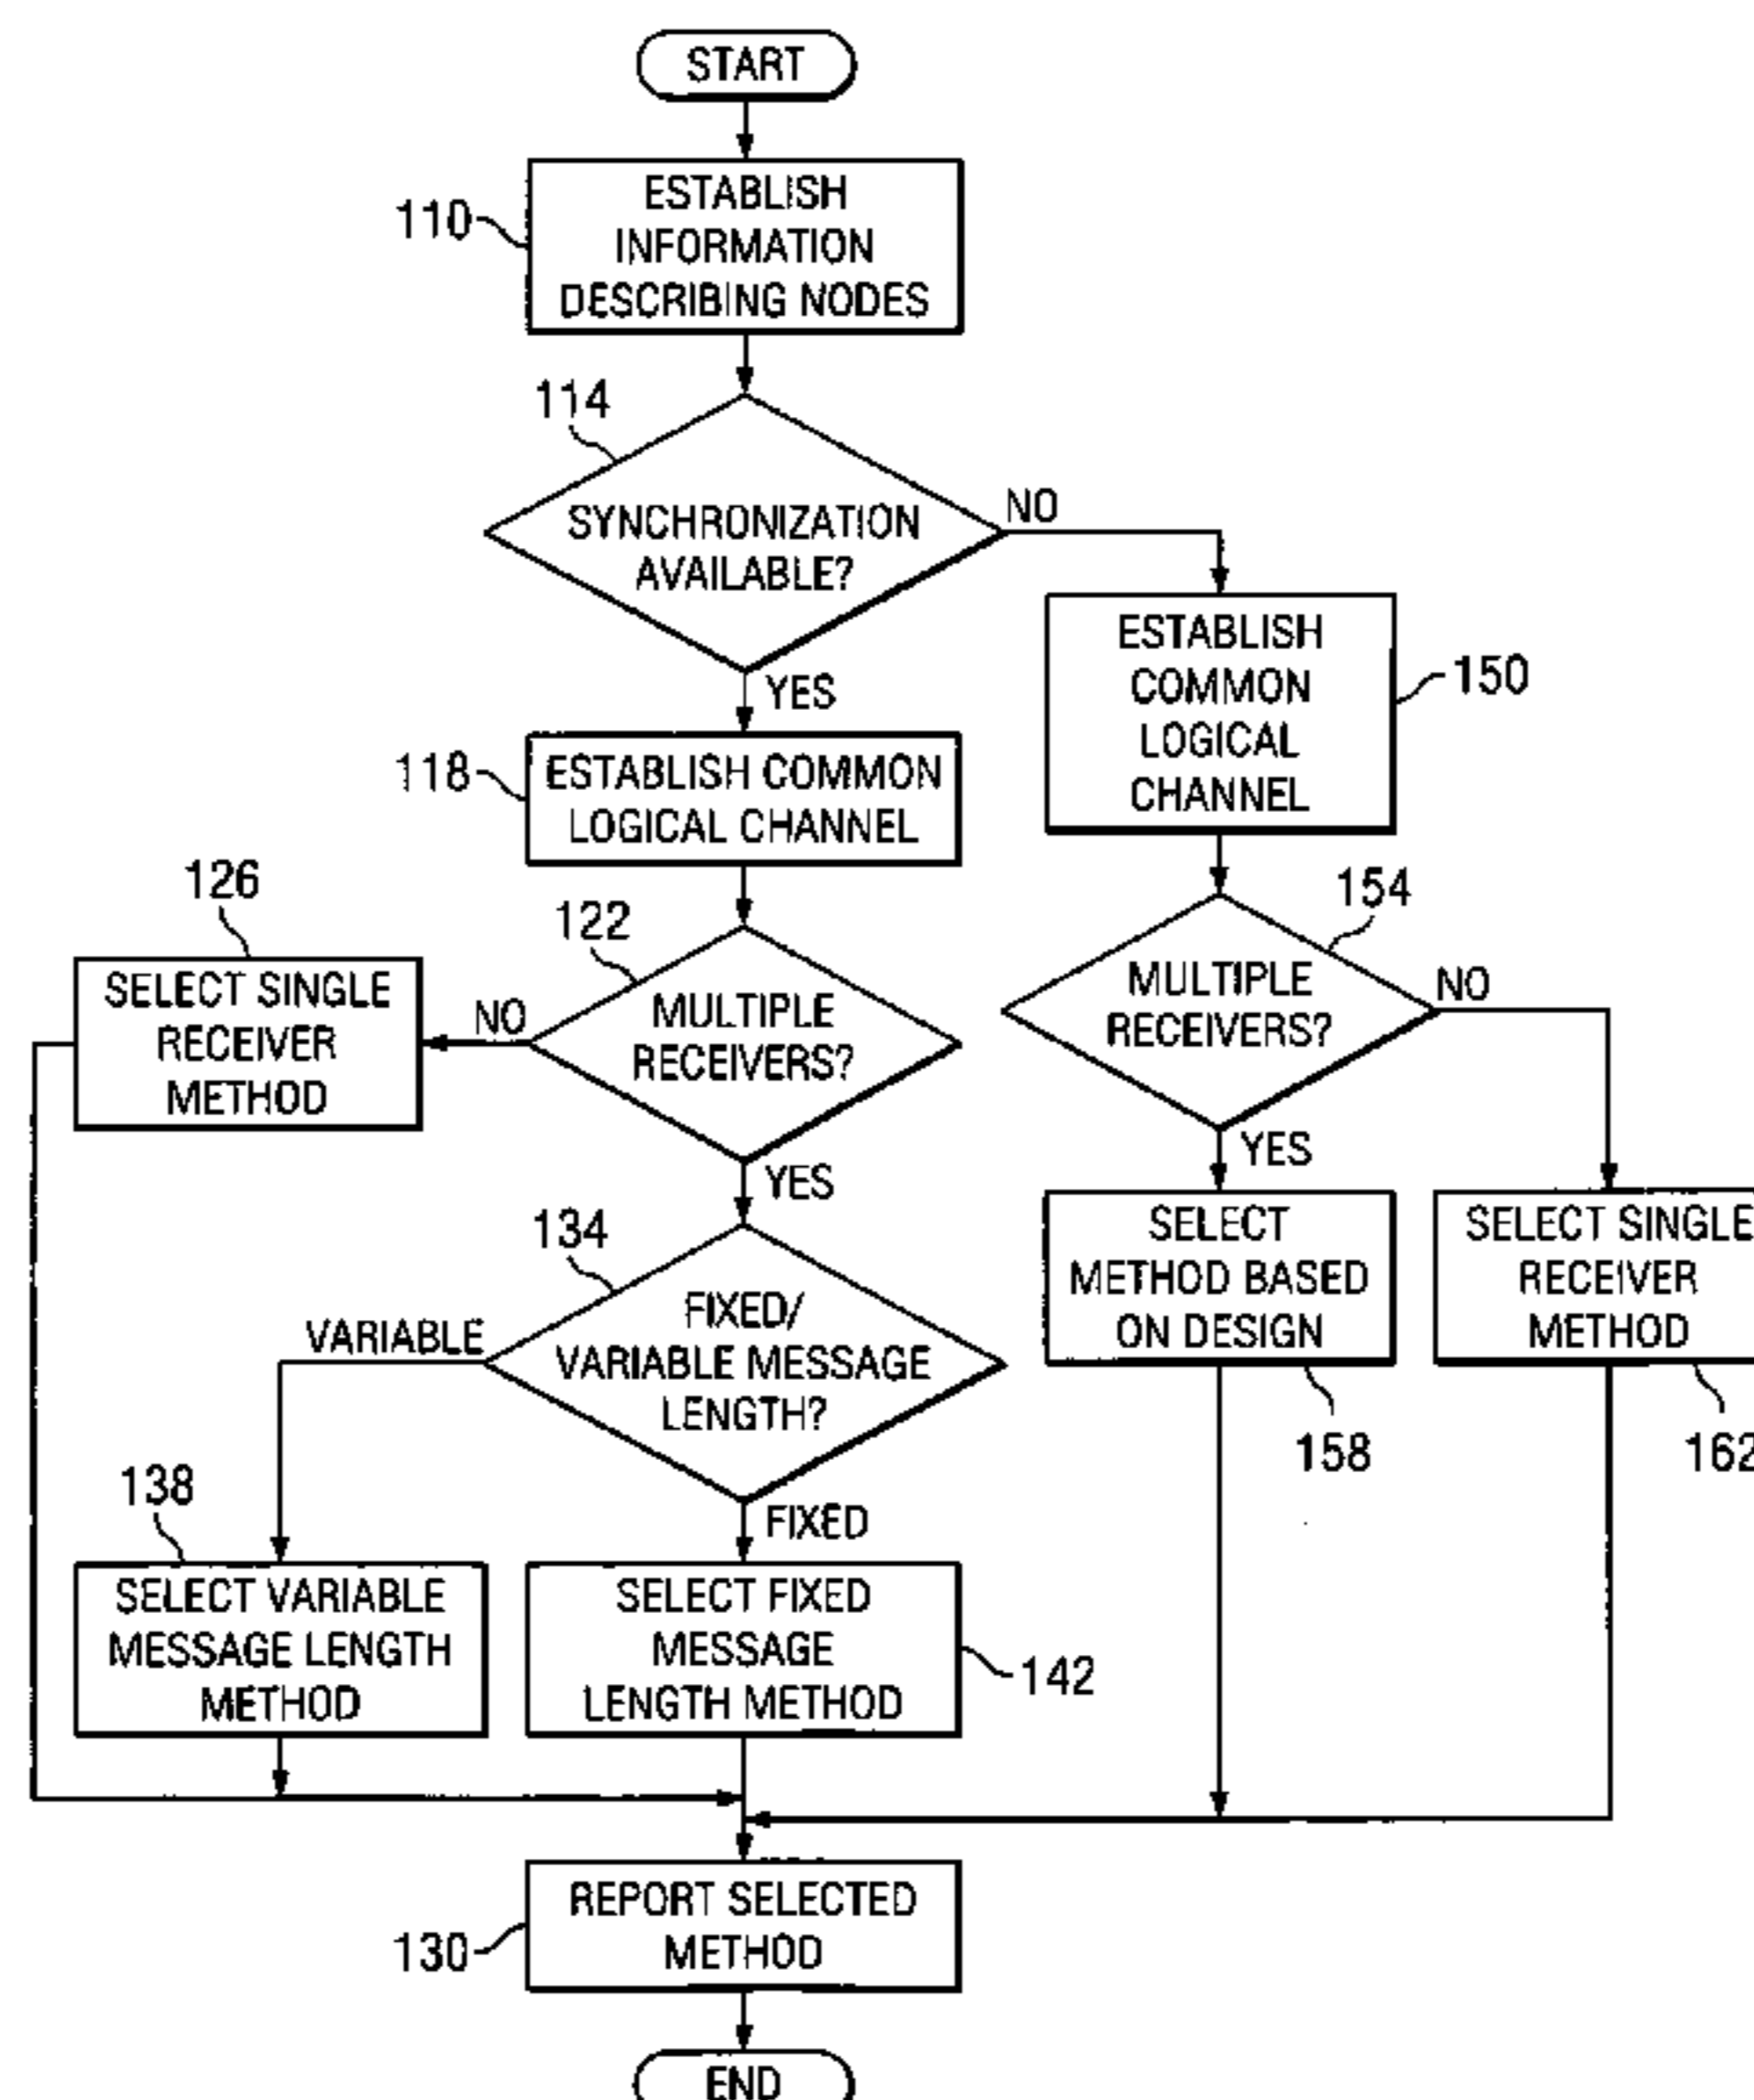 START
110
ESTABLISH
INFORMATION
DESCRIBING NODES
114
SYNCHRONIZATION
AVAILABLE?
NO
YES
ESTABLISH
COMMON
LOGICAL
CHANNEL
150
118
ESTABLISH COMMON
LOGICAL CHANNEL
126
SELECT SINGLE
RECEIVER
METHOD
122
NO
MULTIPLE
RECEIVERS?
YES
154
MULTIPLE
RECEIVERS?
NO
YES
134
VARIABLE
FIXED/
VARIABLE MESSAGE
LENGTH?
FIXED
SELECT
METHOD BASED
ON DESIGN
158
SELECT SINGLE
RECEIVER
METHOD
162
138
SELECT VARIABLE
MESSAGE LENGTH
METHOD
SELECT FIXED
MESSAGE
LENGTH METHOD
142
130
REPORT SELECTED
METHOD
END